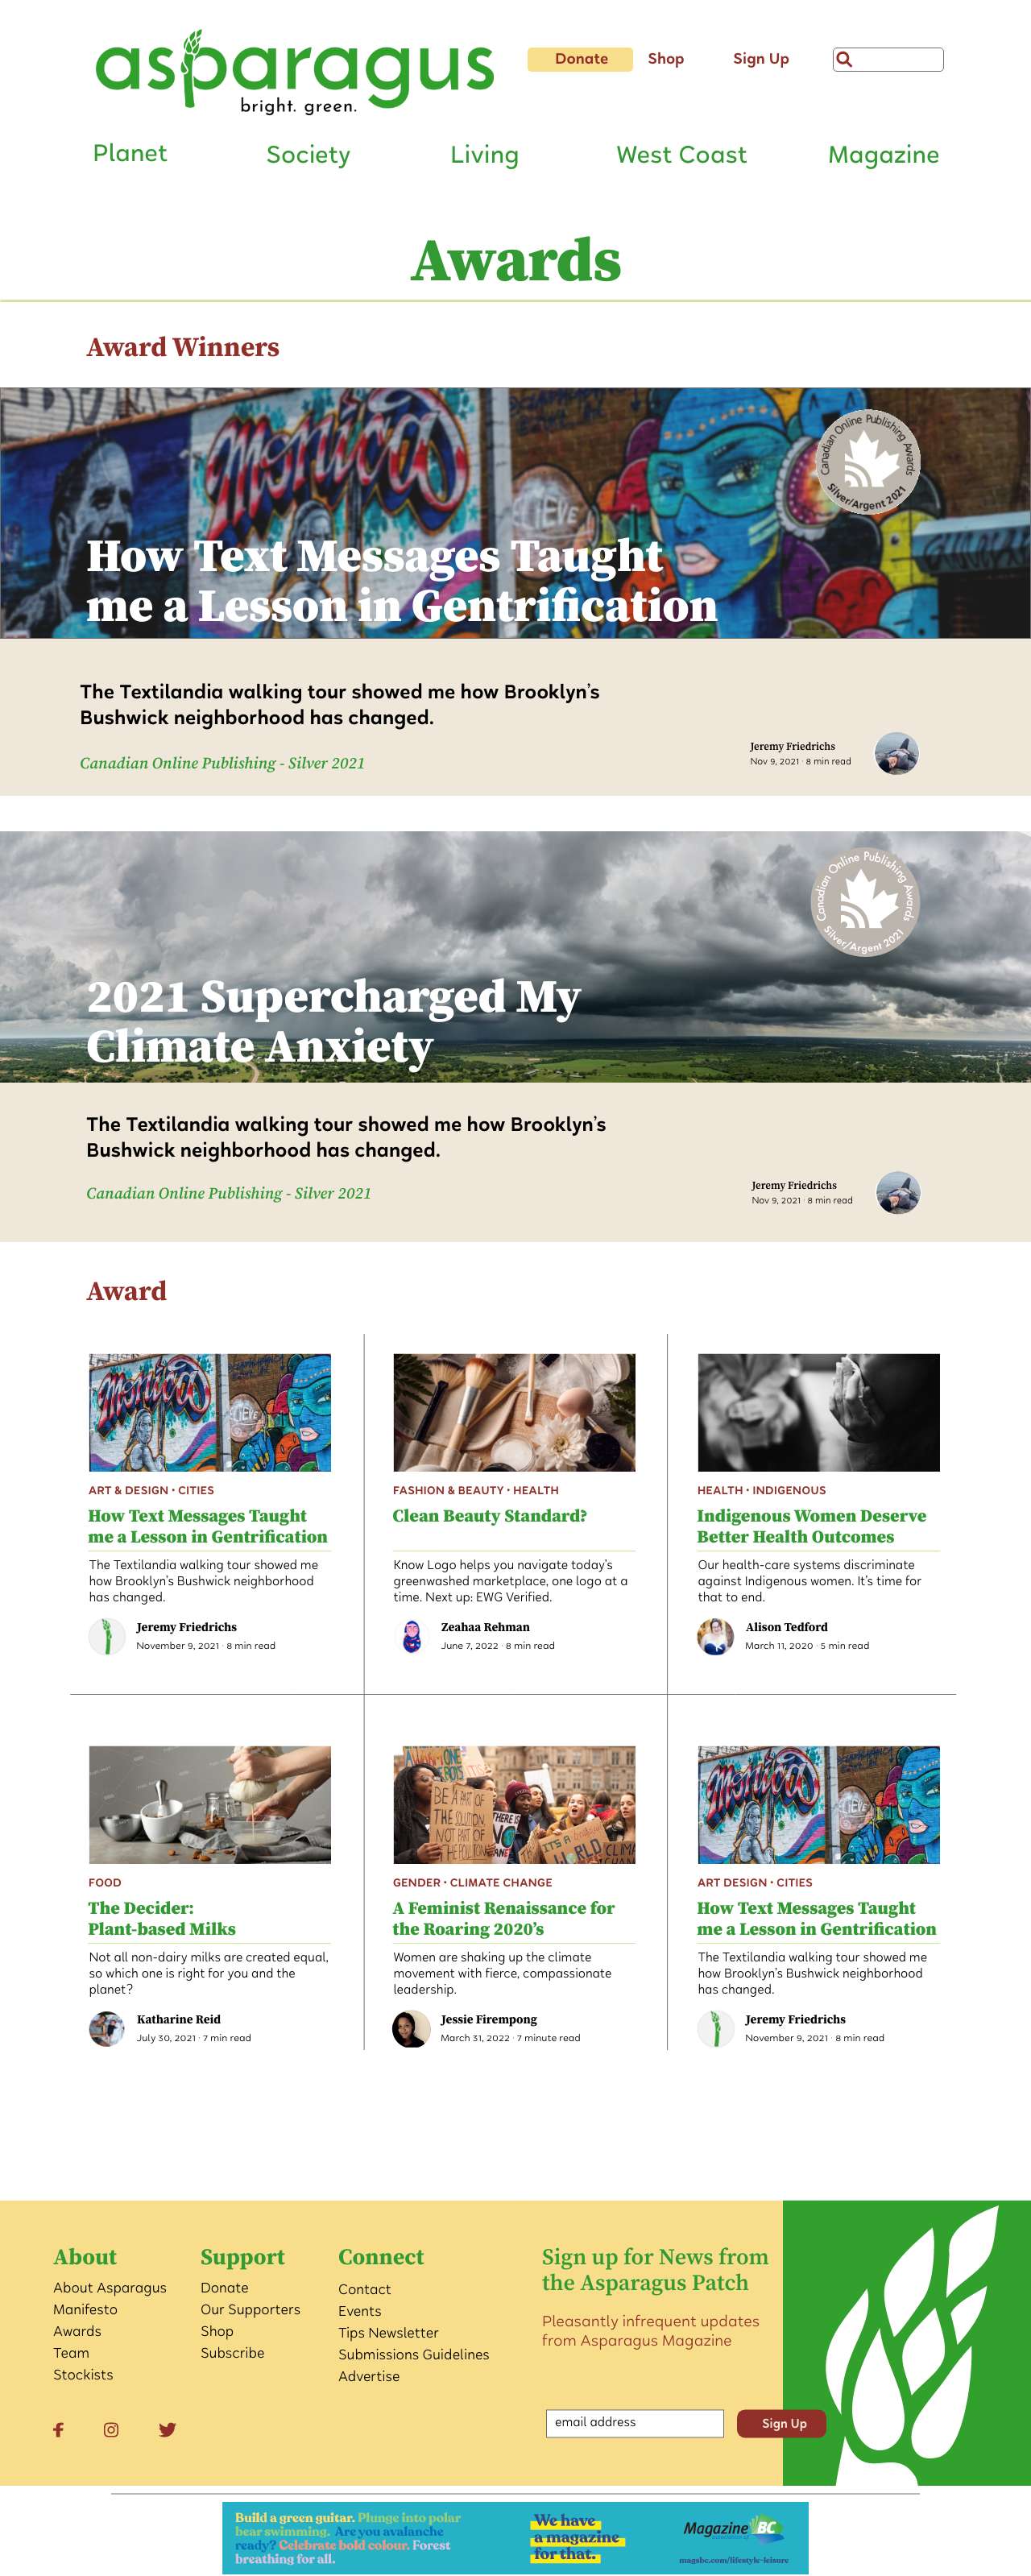 asparagus
bright. green.
Donate
Shop
Sign Up
Planet
Society
Living
West Coast
Magazine
Awards
Award Winners
Canadian Online Publishing Awards
Silver/Argent 2021
How Text Messages Taught
me a Lesson in Gentrification
The Textilandia walking tour showed me how Brooklyn's
Bushwick neighborhood has changed.
Canadian Online Publishing - Silver 2021
Jeremy Friedrichs
Nov 9, 2021 · 8 min read
Canadian Online Publishing Awards
Silver/Argent 2021
2021 Supercharged My
Climate Anxiety
The Textilandia walking tour showed me how Brooklyn's
Bushwick neighborhood has changed.
Canadian Online Publishing - Silver 2021
Jeremy Friedrichs
Nov 9, 2021 · 8 min read
Award
ART & DESIGN • CITIES
How Text Messages Taught
me a Lesson in Gentrification
The Textilandia walking tour showed me
how Brooklyn's Bushwick neighborhood
has changed.
Jeremy Friedrichs
November 9, 2021 · 8 min read
FASHION & BEAUTY • HEALTH
Clean Beauty Standard?
Know Logo helps you navigate today's
greenwashed marketplace, one logo at a
time. Next up: EWG Verified.
Zeahaa Rehman
June 7, 2022 · 8 min read
HEALTH • INDIGENOUS
Indigenous Women Deserve
Better Health Outcomes
Our health-care systems discriminate
against Indigenous women. It's time for
that to end.
Alison Tedford
March 11, 2020 · 5 min read
FOOD
The Decider:
Plant-based Milks
Not all non-dairy milks are created equal,
so which one is right for you and the
planet?
Katharine Reid
July 30, 2021 · 7 min read
BE A PART OF
THE SOLUTION
NOT PART OF
THE POLLUTION
THERE IS
NO
IT'S A
WORLD
CLIMA
GENDER • CLIMATE CHANGE
A Feminist Renaissance for
the Roaring 2020's
Women are shaking up the climate
movement with fierce, compassionate
leadership.
Jessie Firempong
March 31, 2022 · 7 minute read
ART DESIGN • CITIES
How Text Messages Taught
me a Lesson in Gentrification
The Textilandia walking tour showed me
how Brooklyn's Bushwick neighborhood
has changed.
Jeremy Friedrichs
November 9, 2021 · 8 min read
About
About Asparagus
Manifesto
Awards
Team
Stockists
Support
Donate
Our Supporters
Shop
Subscribe
Connect
Contact
Events
Tips Newsletter
Submissions Guidelines
Advertise
Sign up for News from
the Asparagus Patch
Pleasantly infrequent updates
from Asparagus Magazine
email address
Sign Up
Build a green guitar. Plunge into polar
bear swimming. Are you avalanche
ready? Celebrate bold colour. Forest
breathing for all.
We have
a magazine
for that.
Magazine BC
magsbc.com/lifestyle-leisure